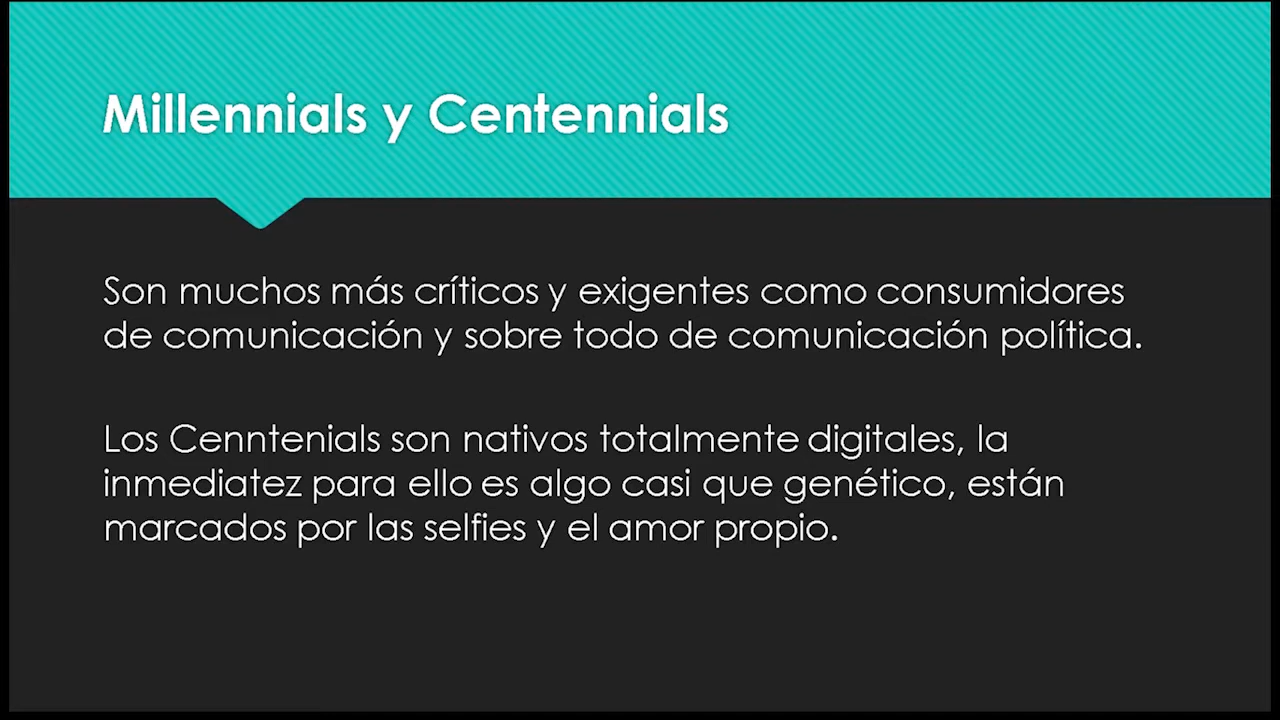 Millennials y Centennials
Son muchos más críticos y exigentes como consumidores
de comunicación y sobre todo de comunicación política.
Los Cenntenials son nativos totalmente digitales, la
inmediatez para ello es algo casi que genético, están
marcados por las selfies y el amor propio.